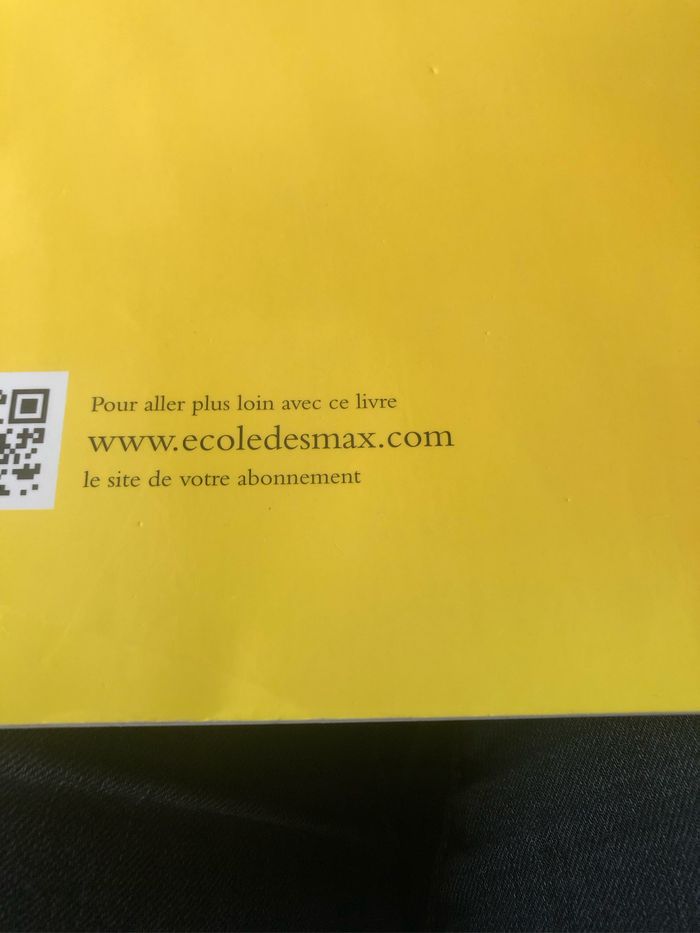 Pour aller plus loin avec ce livre
www.ecoledesmax.com
le site de votre abonnement